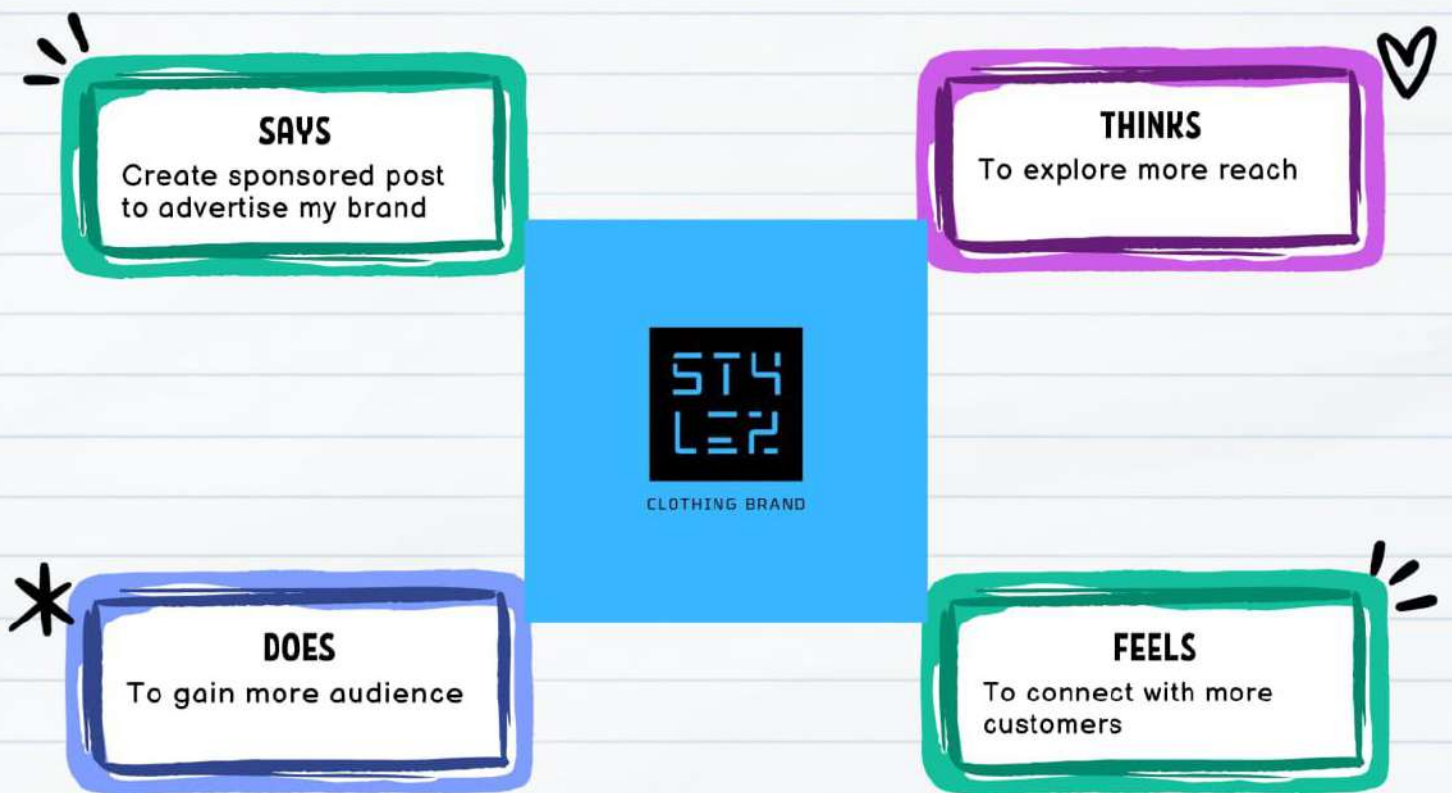 SAYS
Create sponsored post
to advertise my brand
THINKS
To explore more reach
STY
LEZ
CLOTHING BRAND
DOES
To gain more audience
FEELS
To connect with more
customers